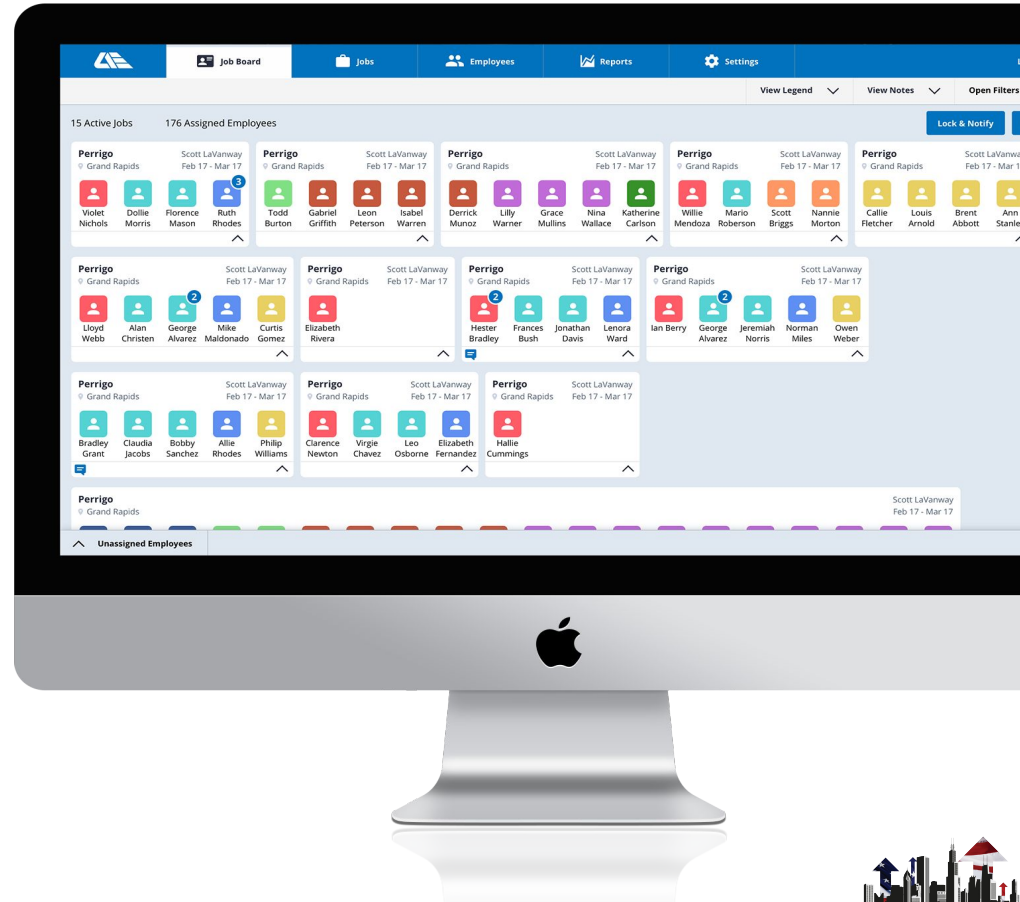 Job Board
Jobs
Employees
Reports
Settings
View Legend
View Notes
Open Filters
15 Active Jobs
176 Assigned Employees
Lock & Notify
Perrigo
Scott LaVanway
Grand Rapids
Feb 17 - Mar 17
3
Violet Nichols
Dollie Morris
Florence Mason
Ruth Rhodes
Perrigo
Scott LaVanway
Grand Rapids
Feb 17 - Mar 17
Todd Burton
Gabriel Griffith
Leon Peterson
Isabel Warren
Perrigo
Scott LaVanway
Grand Rapids
Feb 17 - Mar 17
Derrick Munoz
Lilly Warner
Grace Mullins
Nina Wallace
Katherine Carlson
Perrigo
Scott LaVanway
Grand Rapids
Feb 17 - Mar 17
Willie Mendoza
Mario Roberson
Scott Briggs
Nannie Morton
Perrigo
Scott
Grand Rapids
Feb 17 - Mar
Callie Fletcher
Louis Arnold
Brent Abbott
Ann
Perrigo
Scott LaVanway
Grand Rapids
Feb 17 - Mar 17
2
Lloyd Webb
Alan Christen
George Alvarez
Mike Maldonado
Curtis Gomez
Perrigo
Scott LaVanway
Grand Rapids
Feb 17 - Mar 17
Elizabeth Rivera
Perrigo
Scott LaVanway
Grand Rapids
Feb 17 - Mar 17
2
Hester Bradley
Frances Bush
Jonathan Davis
Lenora Ward
Perrigo
Scott LaVanway
Grand Rapids
Feb 17 - Mar 17
2
Ian Berry
George Alvarez
Jeremiah Norris
Norman Miles
Owen Weber
Perrigo
Scott LaVanway
Grand Rapids
Feb 17 - Mar 17
Bradley Grant
Claudia Jacobs
Bobby Sanchez
Allie Rhodes
Philip Williams
Perrigo
Scott LaVanway
Grand Rapids
Feb 17 - Mar 17
Clarence Newton
Virgie Chavez
Leo Osborne
Elizabeth Fernandez
Perrigo
Scott LaVanway
Grand Rapids
Feb 17 - Mar 17
Hallie Cummings
Perrigo
Scott LaVanway
Grand Rapids
Feb 17 - Mar 17
Unassigned Employees